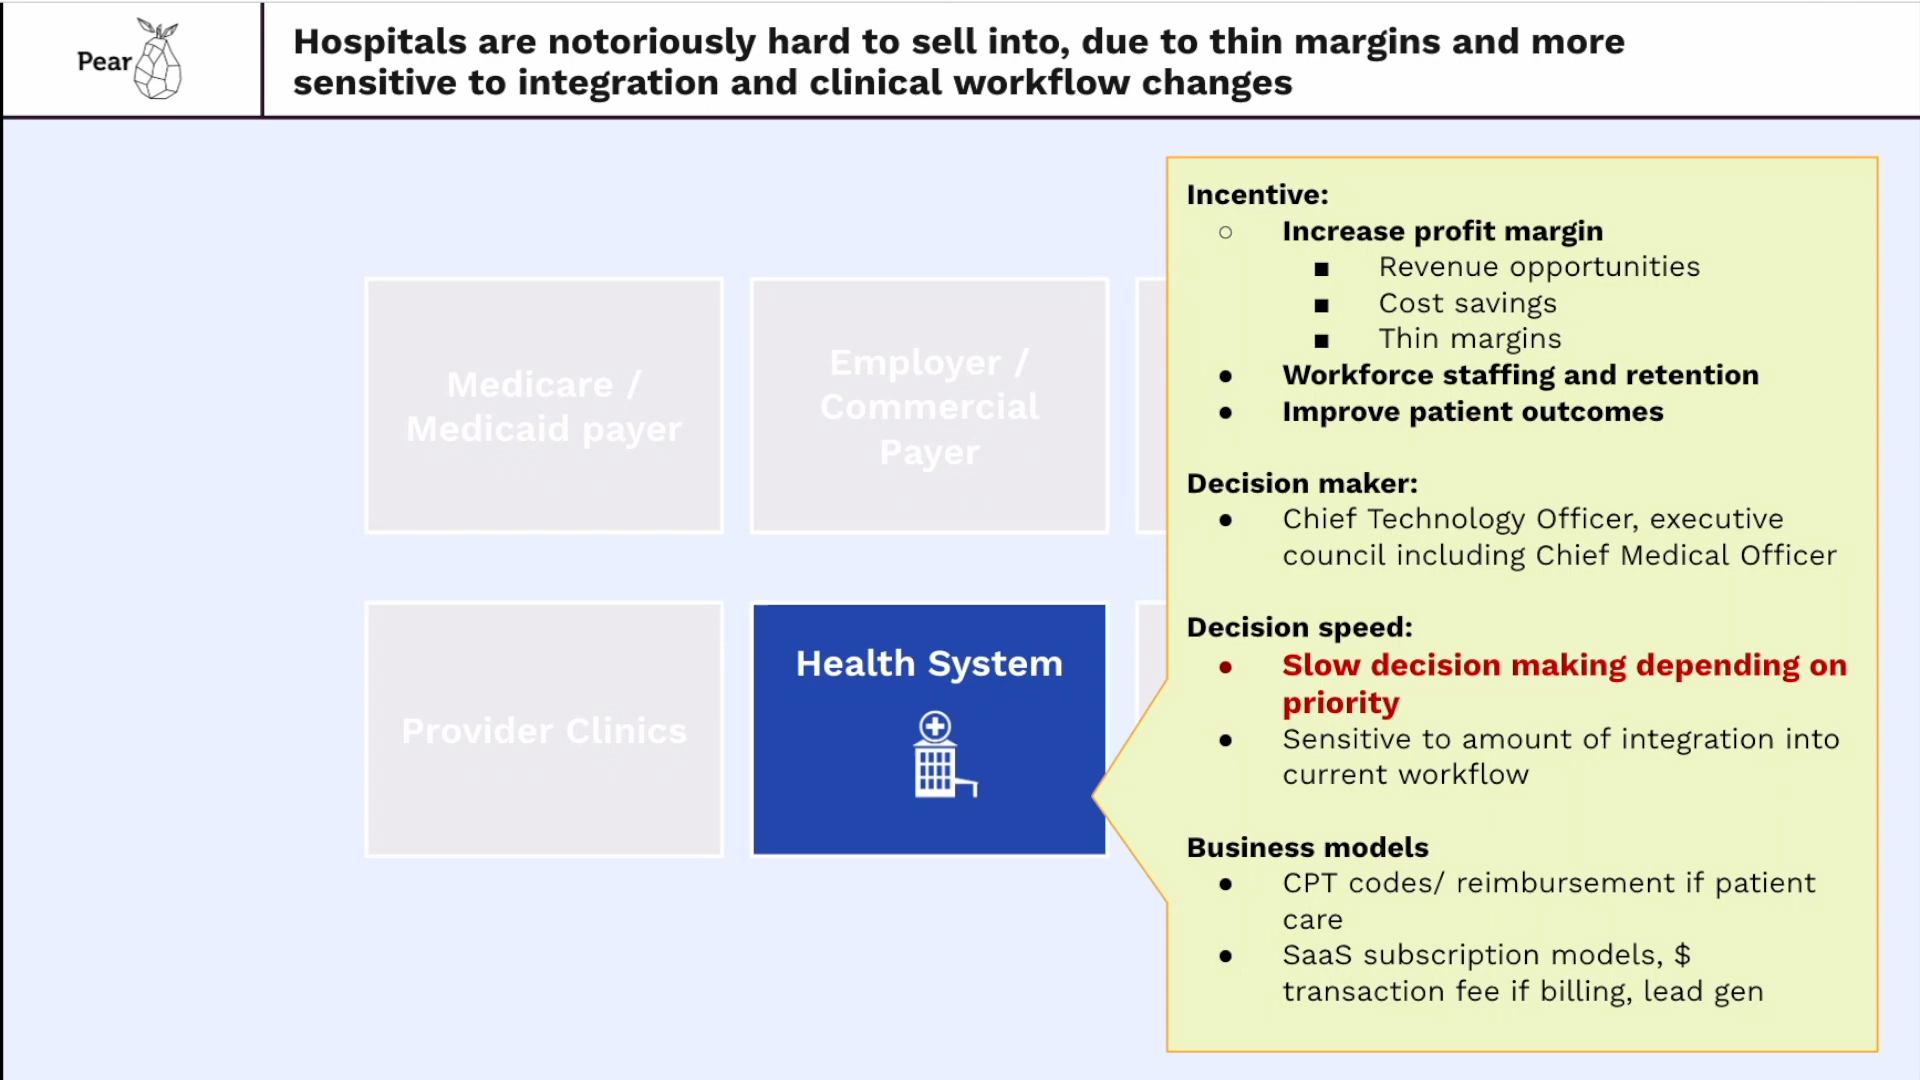 Pear
Hospitals are notoriously hard to sell into, due to thin margins and more
sensitive to integration and clinical workflow changes
Medicare /
Medicaid payer
Employer /
Commercial
Payer
Provider Clinics
Health System
Incentive:
○ Increase profit margin
■ Revenue opportunities
■ Cost savings
■ Thin margins
● Workforce staffing and retention
● Improve patient outcomes
Decision maker:
● Chief Technology Officer, executive
council including Chief Medical Officer
Decision speed:
● Slow decision making depending on
priority
● Sensitive to amount of integration into
current workflow
Business models
● CPT codes/ reimbursement if patient
care
● SaaS subscription models, $
transaction fee if billing, lead gen